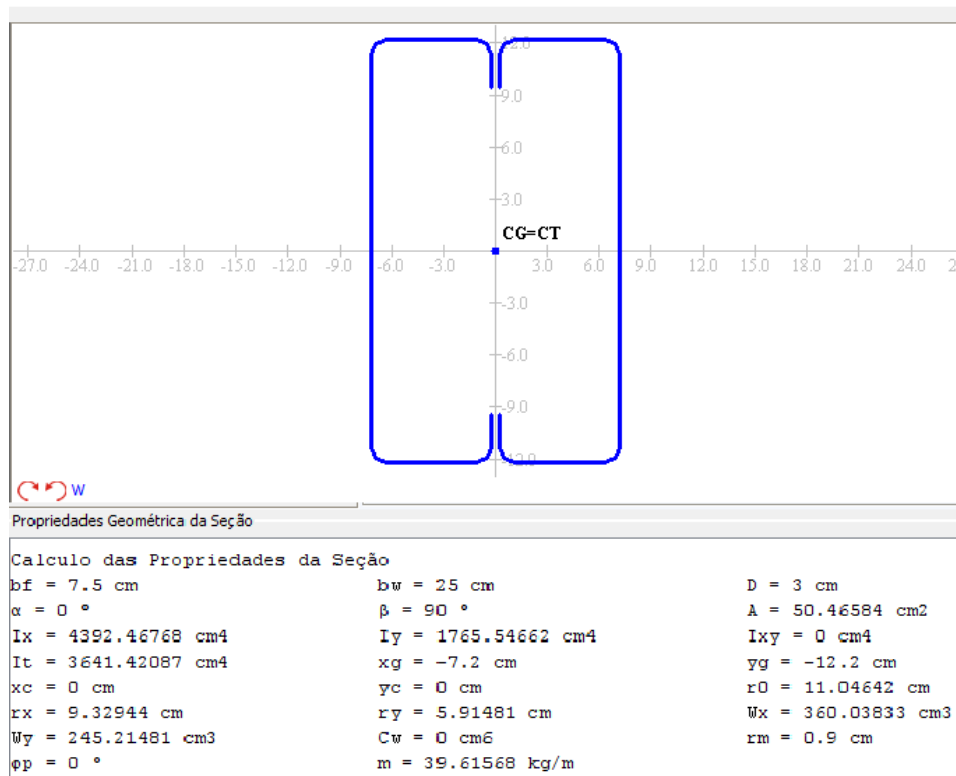 12.0
9.0
6.0
3.0
CG=CT
-27.0 -24.0 -21.0 -18.0 -15.0 -12.0 -9.0 -6.0 -3.0 3.0 6.0 9.0 12.0 15.0 18.0 21.0 24.0 2
-3.0
-6.0
-9.0
-12.0
W
Propriedades Geométrica da Seção
Calculo das Propriedades da Seção
bf = 7.5 cm bw = 25 cm D = 3 cm
α = 0 ° β = 90 ° A = 50.46584 cm2
Ix = 4392.46768 cm4 Iy = 1765.54662 cm4 Ixy = 0 cm4
It = 3641.42087 cm4 xg = -7.2 cm yg = -12.2 cm
xc = 0 cm yc = 0 cm r0 = 11.04642 cm
rx = 9.32944 cm ry = 5.91481 cm Wx = 360.03833 cm3
Wy = 245.21481 cm3 Cw = 0 cm6 rm = 0.9 cm
φp = 0 ° m = 39.61568 kg/m